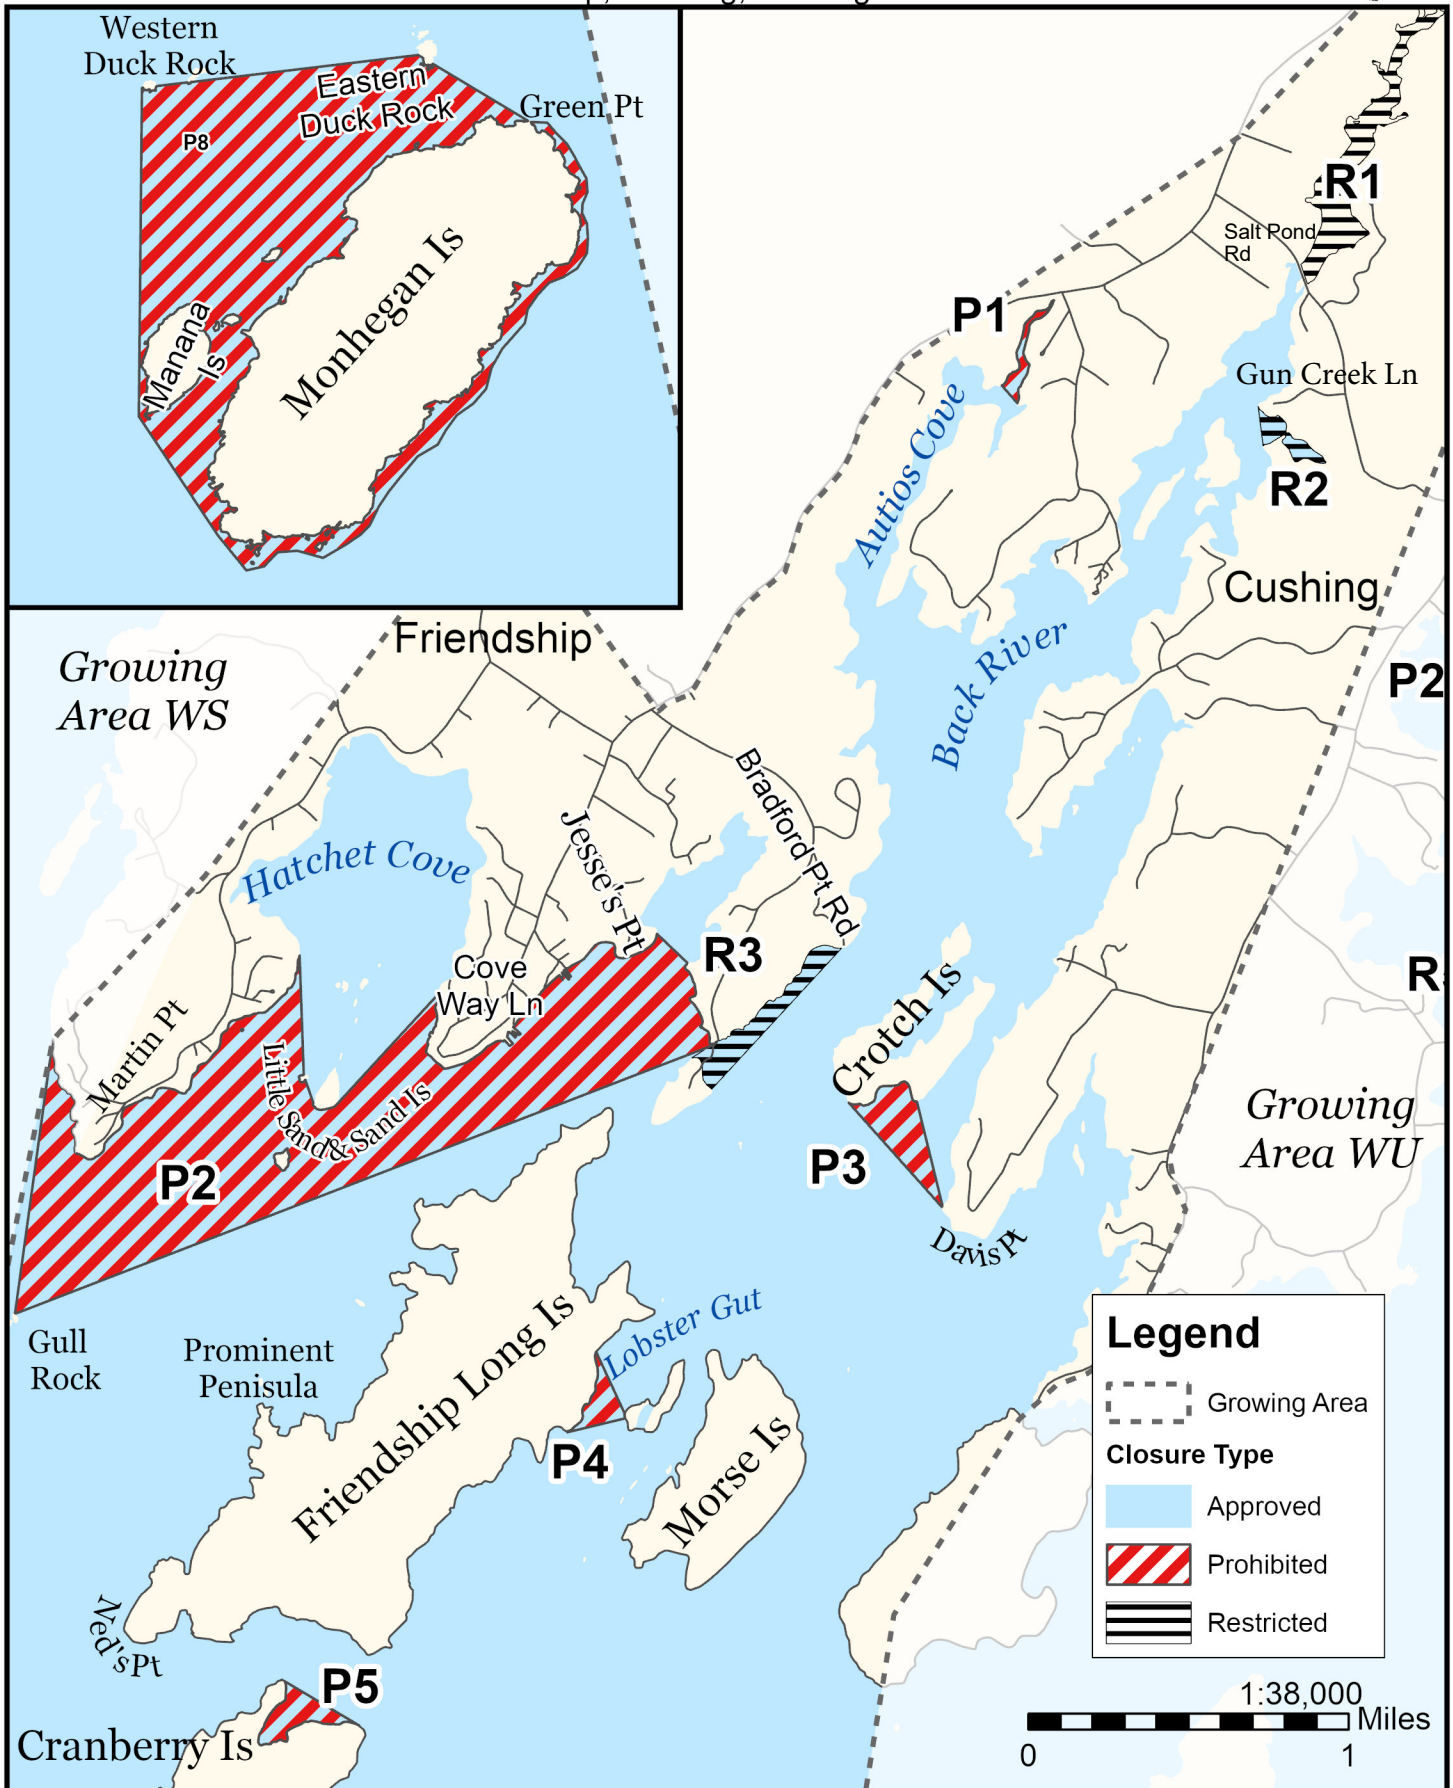 Western
Duck Rock
Eastern
Duck Rock
Green Pt
P8
Monhegan Is
Manana
Is
R1
Salt Pond
Rd
P1
Gun Creek Ln
Autios Cove
R2
Cushing
Friendship
Growing
Area WS
Back River
P2
Bradford Pt Rd
Jesse's Pt
Hatchet Cove
R3
Cove
Way Ln
Crotch Is
Martin Pt
Little Sand & Sand Is
Growing
Area WU
P2
P3
Davis Pt
Gull
Rock
Prominent
Penisula
Lobster Gut
Friendship Long Is
P4
Morse Is
Ned's Pt
P5
Cranberry Is
Legend
Growing Area
Closure Type
Approved
Prohibited
Restricted
1:38,000
Miles
0 1